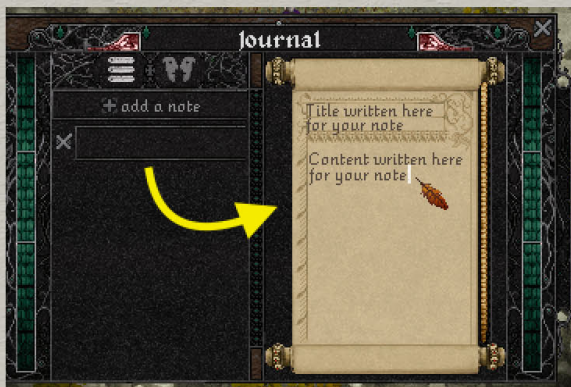 Journal
add a note
Title written here
for your note
Content written here
for your note